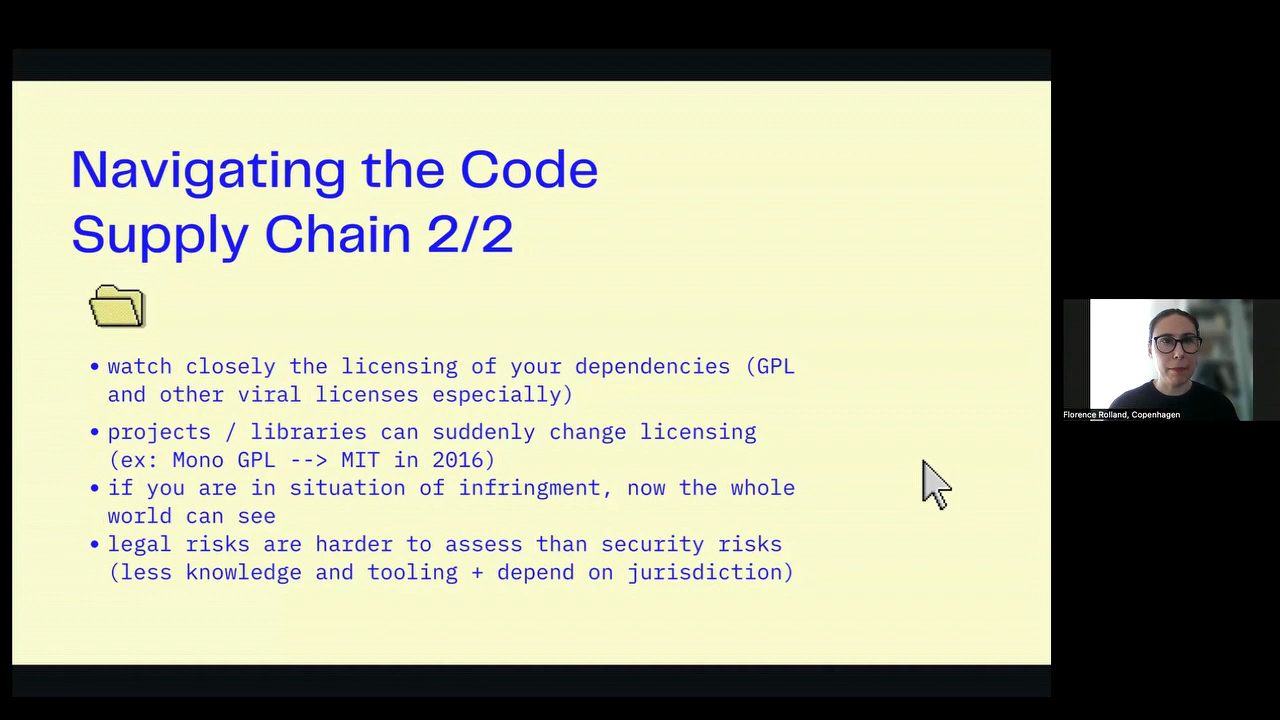 Navigating the Code
Supply Chain 2/2
• watch closely the licensing of your dependencies (GPL
and other viral licenses especially)
• projects / libraries can suddenly change licensing
(ex: Mono GPL --> MIT in 2016)
• if you are in situation of infringment, now the whole
world can see
• legal risks are harder to assess than security risks
(less knowledge and tooling + depend on jurisdiction)
Florence Rolland, Copenhagen